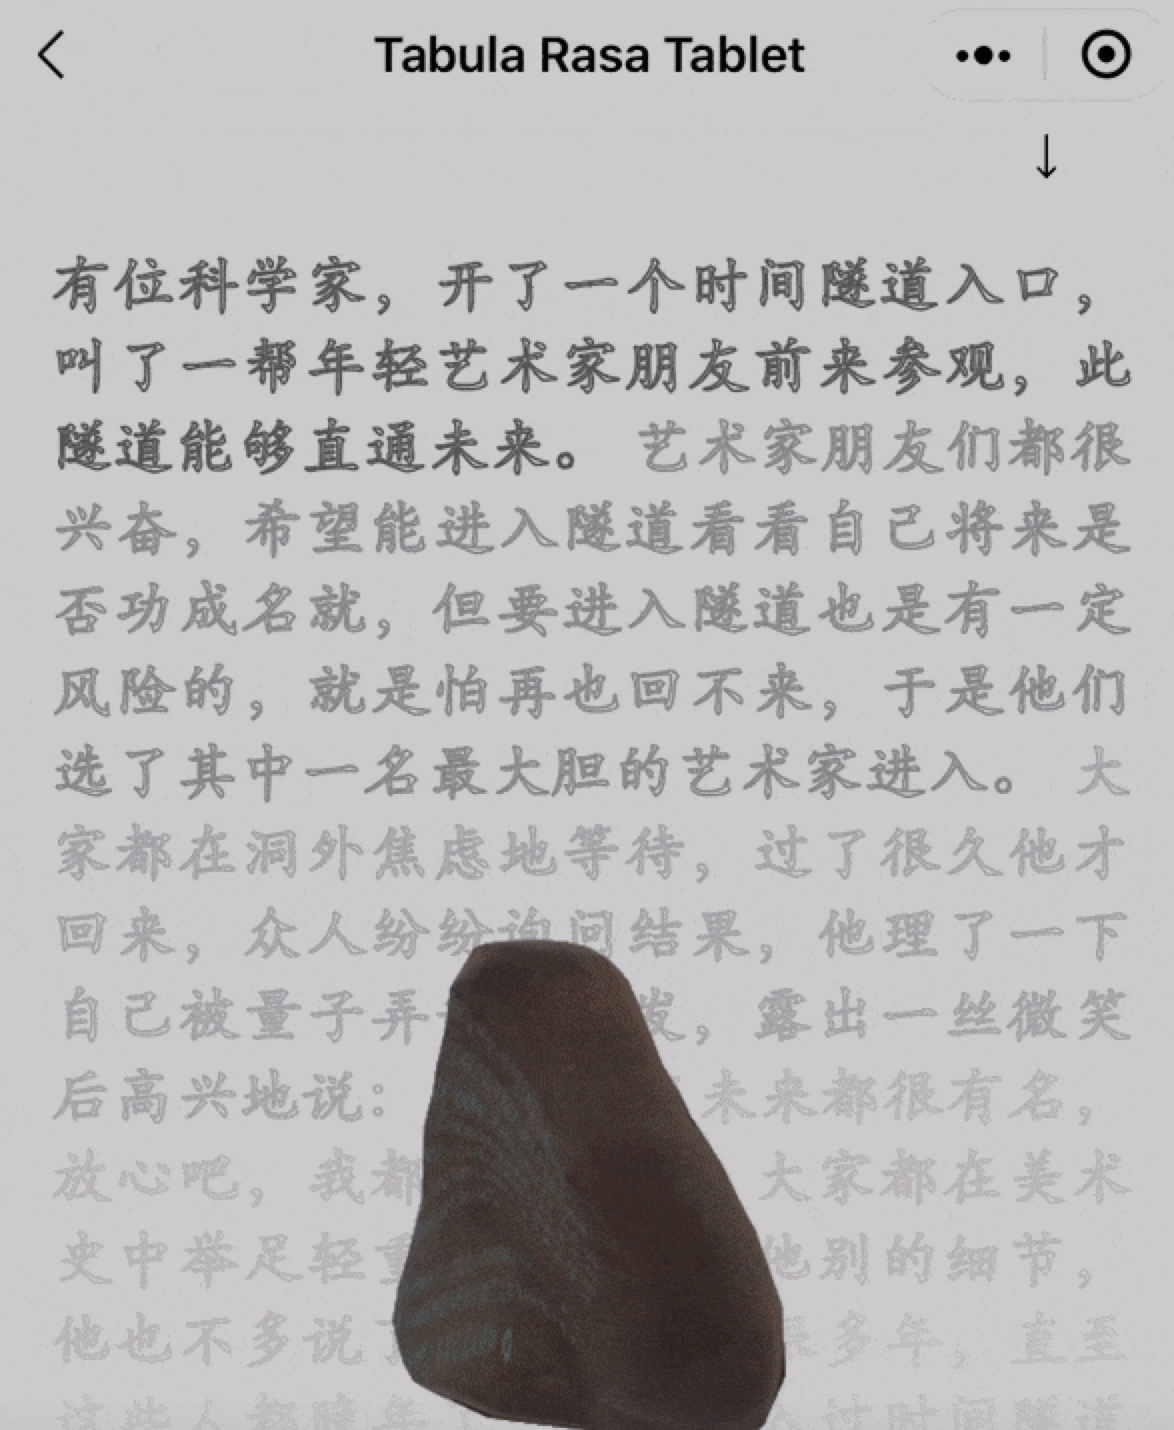 Tabula Rasa Tablet
有位科学家，开了一个时间隧道入口，
叫了一帮年轻艺术家朋友前来参观，此
隧道能够直通未来。 艺术家朋友们都很
兴奋，希望能进入隧道看看自己将来是
否功成名就，但要进入隧道也是有一定
风险的，就是怕再也回不来，于是他们
选了其中一名最大胆的艺术家进入。 大
家都在洞外焦虑地等待，过了很久他才
回来，众人纷纷询问结果，他理了一下
自己被量子弄 发，露出一丝微笑
后高兴地说： 未来都很有名，
放心吧，我都 大家都在美术
史中举足轻重 他别的细节，
他也不多说了 多年，直至
这些人都晚年 过时间隧道